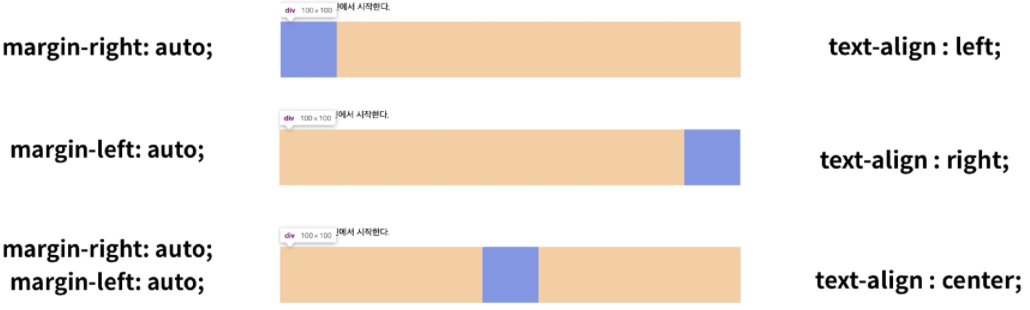 div 100×100 에서 시작한다.
margin-right: auto;
text-align : left;
div 100×100 에서 시작한다.
margin-left: auto;
text-align : right;
div 100×100 에서 시작한다.
margin-right: auto;
margin-left: auto;
text-align : center;